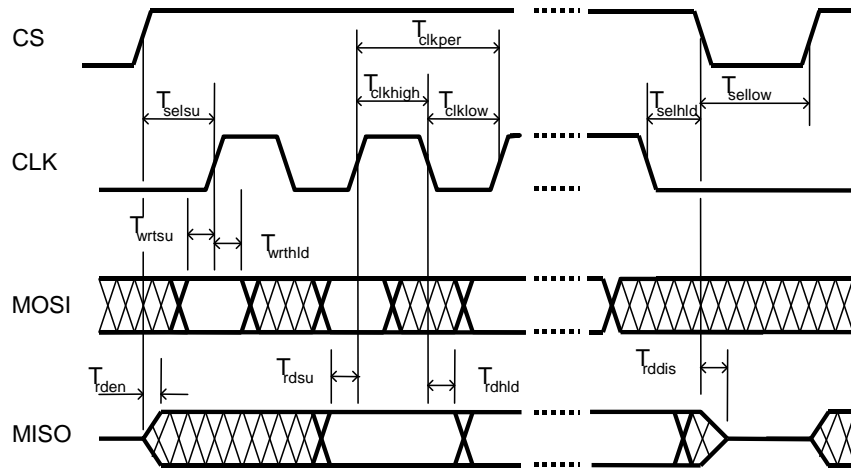 CS
T clkper
T clkhigh
T selsu
T clklow
T selhld
T sellow
CLK
T wrtsu
T wrthld
MOSI
T rden
T rdsu
T rdhld
T rddis
MISO